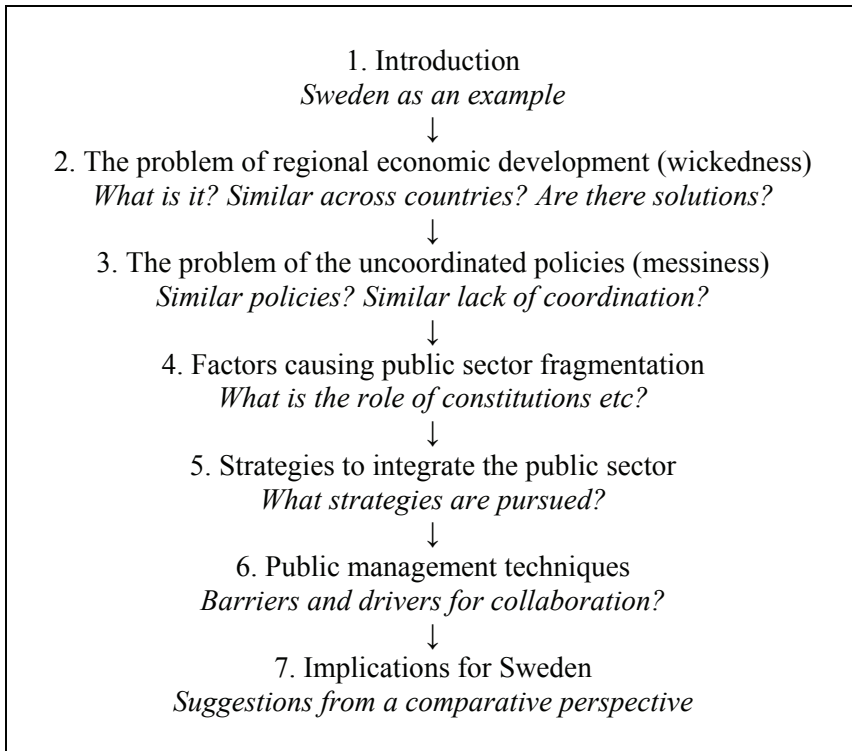 1. Introduction
Sweden as an example
↓
2. The problem of regional economic development (wickedness)
What is it? Similar across countries? Are there solutions?
↓
3. The problem of the uncoordinated policies (messiness)
Similar policies? Similar lack of coordination?
↓
4. Factors causing public sector fragmentation
What is the role of constitutions etc?
↓
5. Strategies to integrate the public sector
What strategies are pursued?
↓
6. Public management techniques
Barriers and drivers for collaboration?
↓
7. Implications for Sweden
Suggestions from a comparative perspective